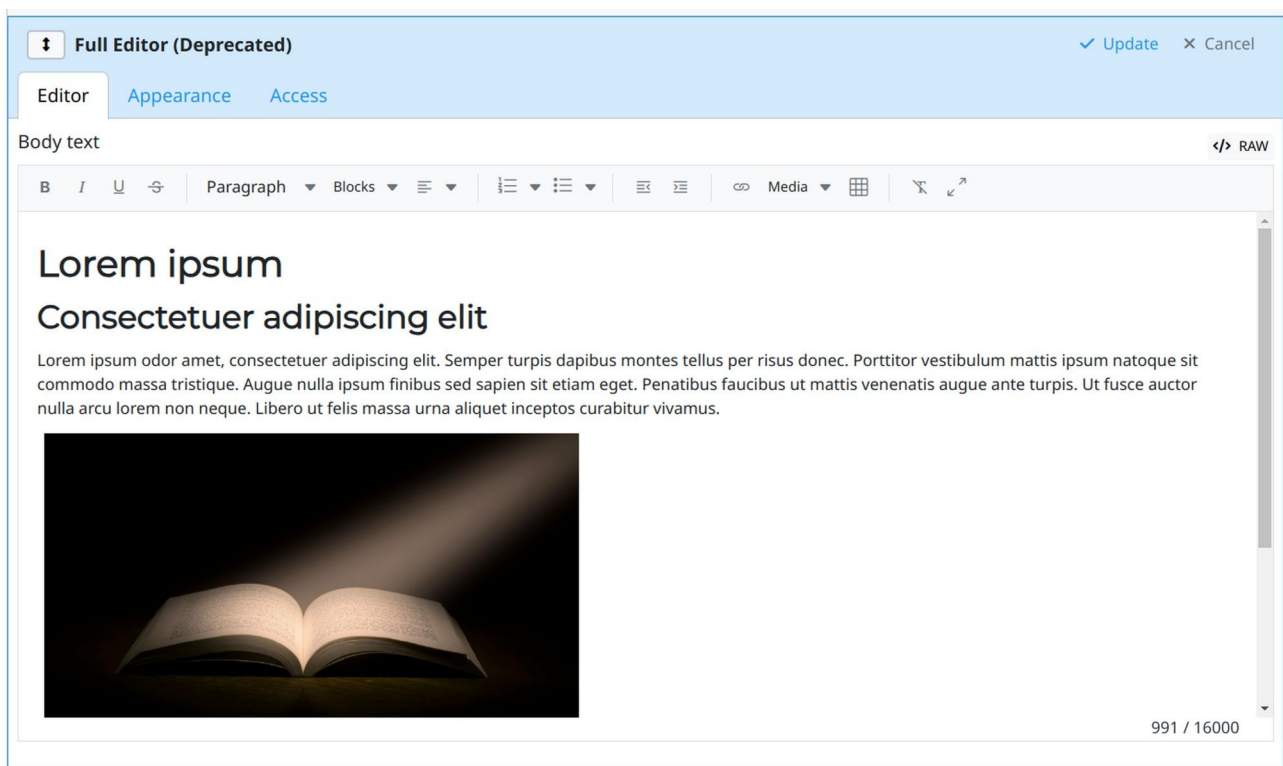 Full Editor (Deprecated)
Update
Cancel
Editor
Appearance
Access
Body text
</> RAW
B I U S Paragraph Blocks Media
Lorem ipsum
Consectetuer adipiscing elit
Lorem ipsum odor amet, consectetuer adipiscing elit. Semper turpis dapibus montes tellus per risus donec. Porttitor vestibulum mattis ipsum natoque sit
commodo massa tristique. Augue nulla ipsum finibus sed sapien sit etiam eget. Penatibus faucibus ut mattis venenatis augue ante turpis. Ut fusce auctor
nulla arcu lorem non neque. Libero ut felis massa urna aliquet inceptos curabitur vivamus.
991 / 16000